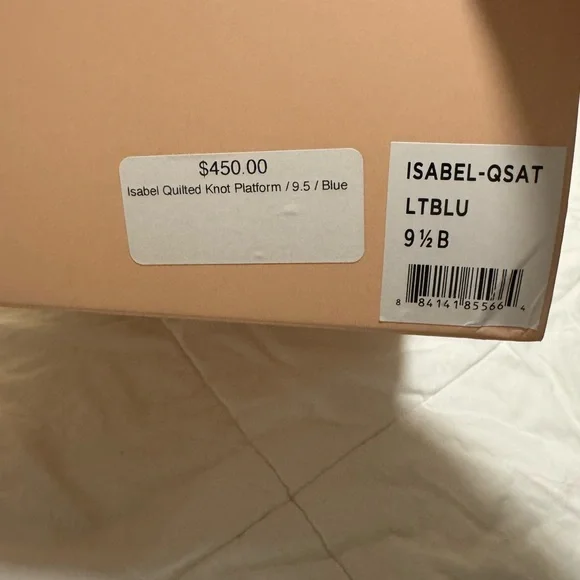 $450.00
Isabel Quilted Knot Platform / 9.5 / Blue
ISABEL-QSAT
LTBLU
9 ½ B
8 84141 85566 4